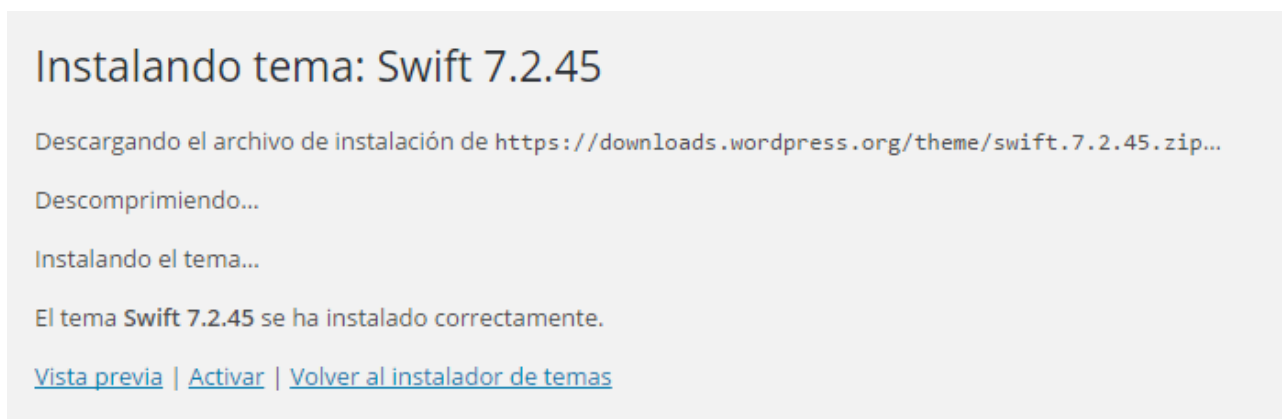 Instalando tema: Swift 7.2.45
Descargando el archivo de instalación de https://downloads.wordpress.org/theme/swift.7.2.45.zip...
Descomprimiendo...
Instalando el tema...
El tema Swift 7.2.45 se ha instalado correctamente.
Vista previa | Activar | Volver al instalador de temas